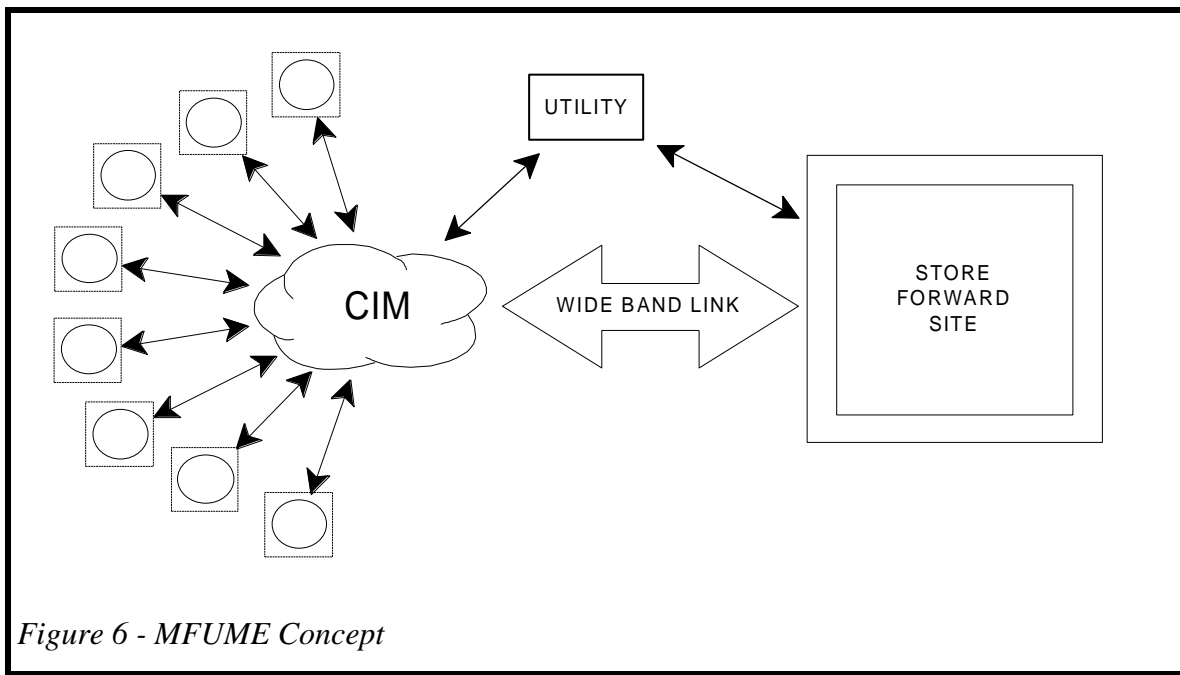 UTILITY
STORE
FORWARD
SITE
CIM
WIDE BAND LINK
Figure 6 - MFUME Concept